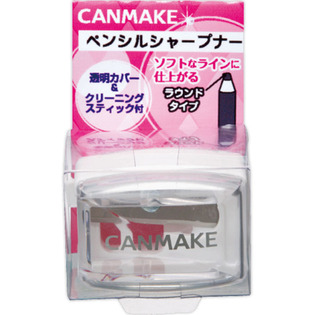 CANMAKE
ペンシルシャープナー
ソフトなラインに
仕上がる
透明カバー
&
クリーニング
スティック付
ラウンド
タイプ
CANMAKE